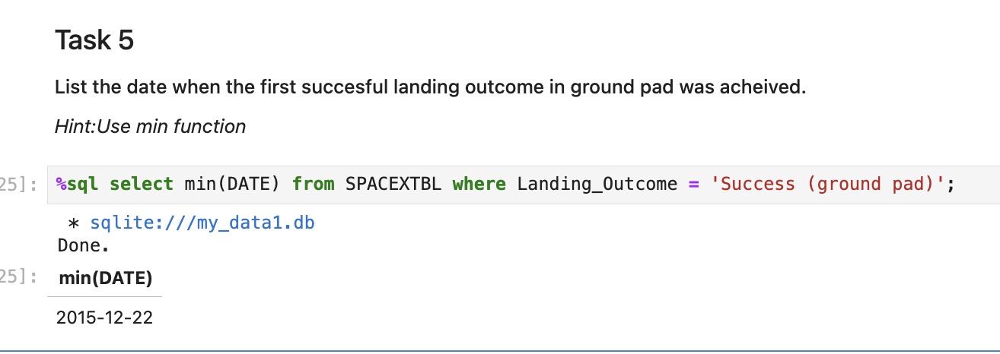 Task 5
List the date when the first succesful landing outcome in ground pad was acheived.
Hint:Use min function
25]: %sql select min(DATE) from SPACEXTBL where Landing_Outcome = 'Success (ground pad)';
* sqlite:///my_data1.db
Done.
25]: min(DATE)
2015-12-22